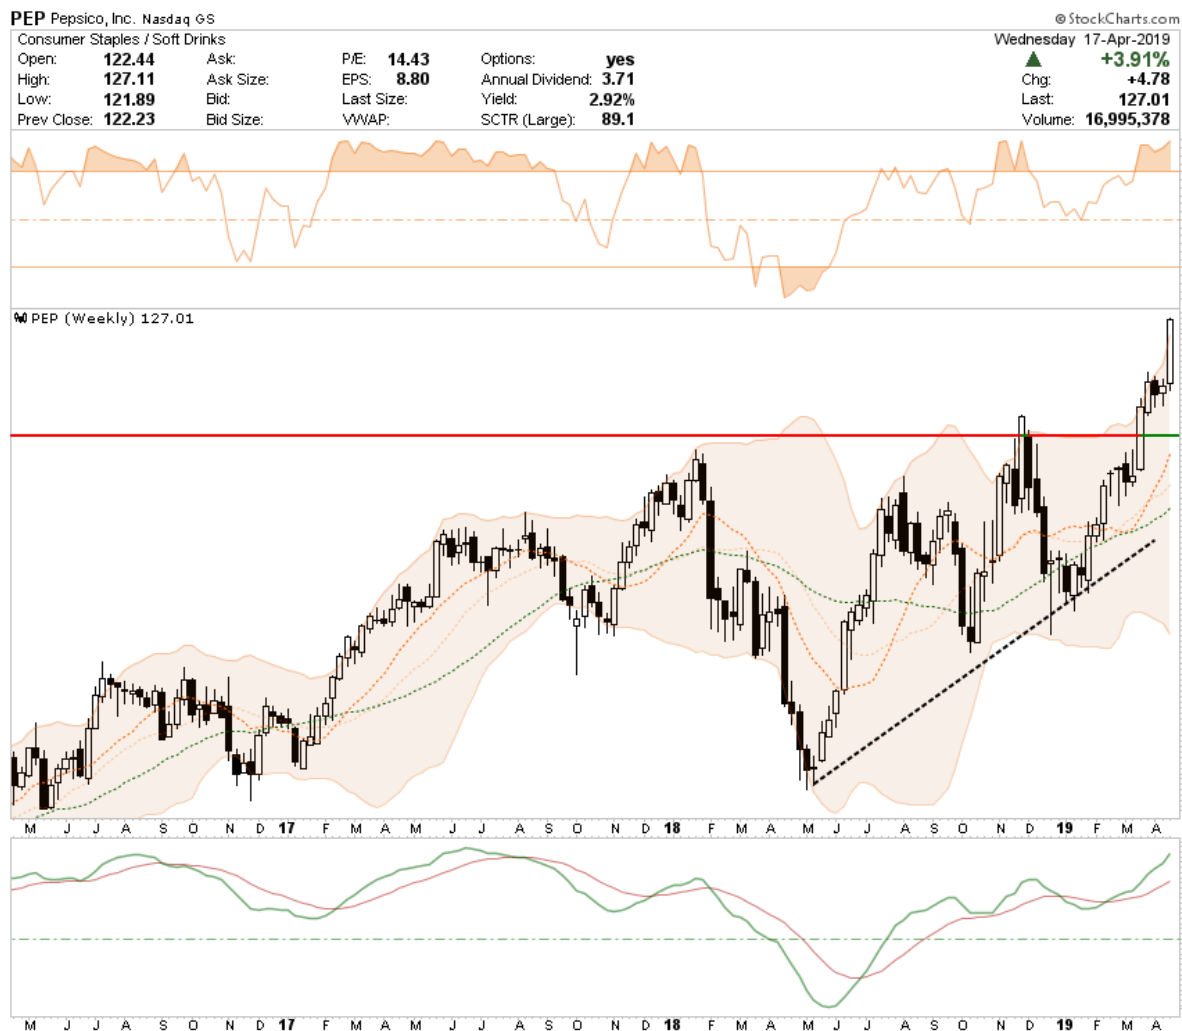 PEP Pepsico, Inc. Nasdaq GS © StockCharts.com
Consumer Staples / Soft Drinks Wednesday 17-Apr-2019
Open: 122.44 Ask: P/E: 14.43 Options: yes ▲ +3.91%
High: 127.11 Ask Size: EPS: 8.80 Annual Dividend: 3.71 Chg: +4.78
Low: 121.89 Bid: Last Size: Yield: 2.92% Last: 127.01
Prev Close: 122.23 Bid Size: VWAP: SCTR (Large): 89.1 Volume: 16,995,378
PEP (Weekly) 127.01
M J J A S O N D 17 F M A M J J A S O N D 18 F M A M J J A S O N D 19 F M A
M J J A S O N D 17 F M A M J J A S O N D 18 F M A M J J A S O N D 19 F M A